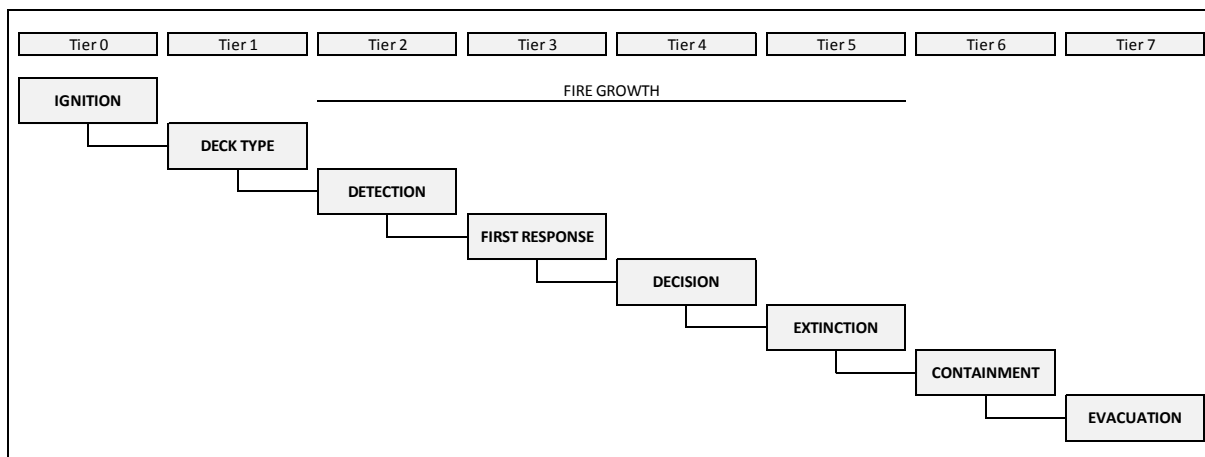 Tier 0 Tier 1 Tier 2 Tier 3 Tier 4 Tier 5 Tier 6 Tier 7
FIRE GROWTH
IGNITION
DECK TYPE
DETECTION
FIRST RESPONSE
DECISION
EXTINCTION
CONTAINMENT
EVACUATION